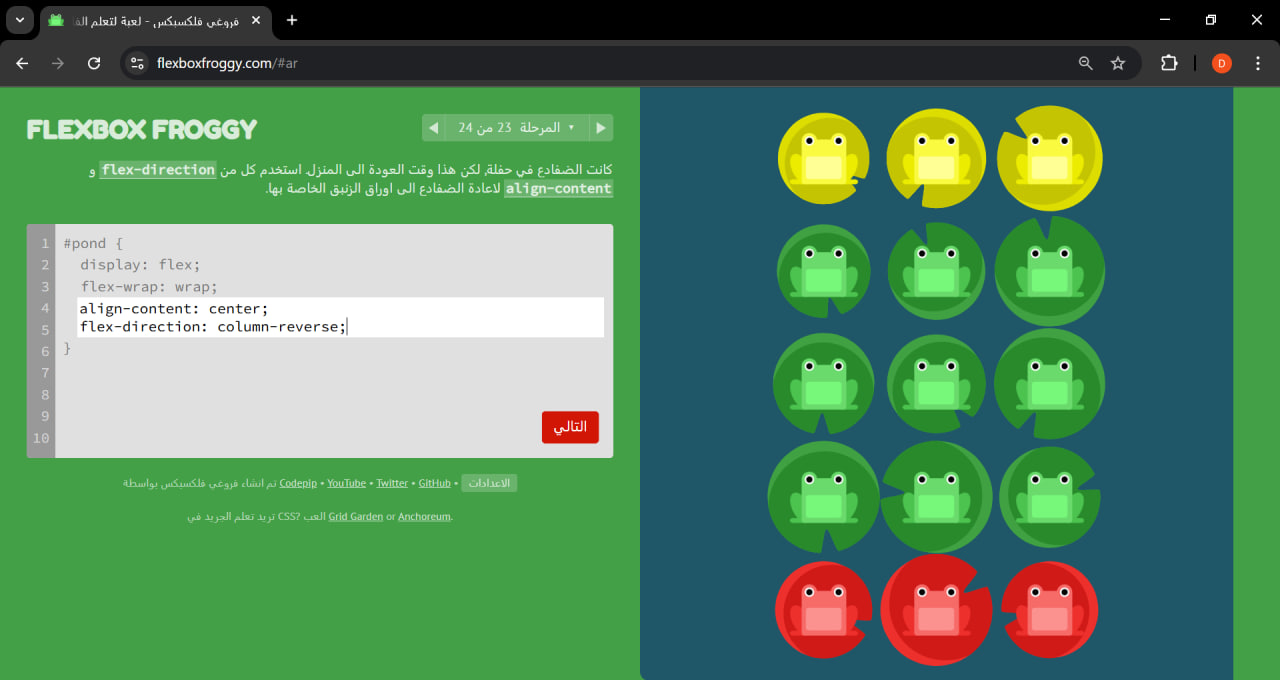 فروغي فلكسبكس - لعبة لتعلم
flexboxfroggy.com/#ar
D
FLEXBOX FROGGY
المرحلة 23 من 24
كانت الضفادع في حفلة, لكن هذا وقت العودة الى المنزل. استخدم كل من flex-direction و
align-content لاعادة الضفادع الى اوراق الزنبق الخاصة بها.
1 #pond {
2 display: flex;
3 flex-wrap: wrap;
4 align-content: center;
5 flex-direction: column-reverse;
6 }
7
8
9
10
التالي
تم انشاء فروغي فلكسبكس بواسطة Codepip • YouTube • Twitter • GitHub • الاعدادات
تريد تعلم الجريد في CSS? العب Grid Garden or Anchoreum.